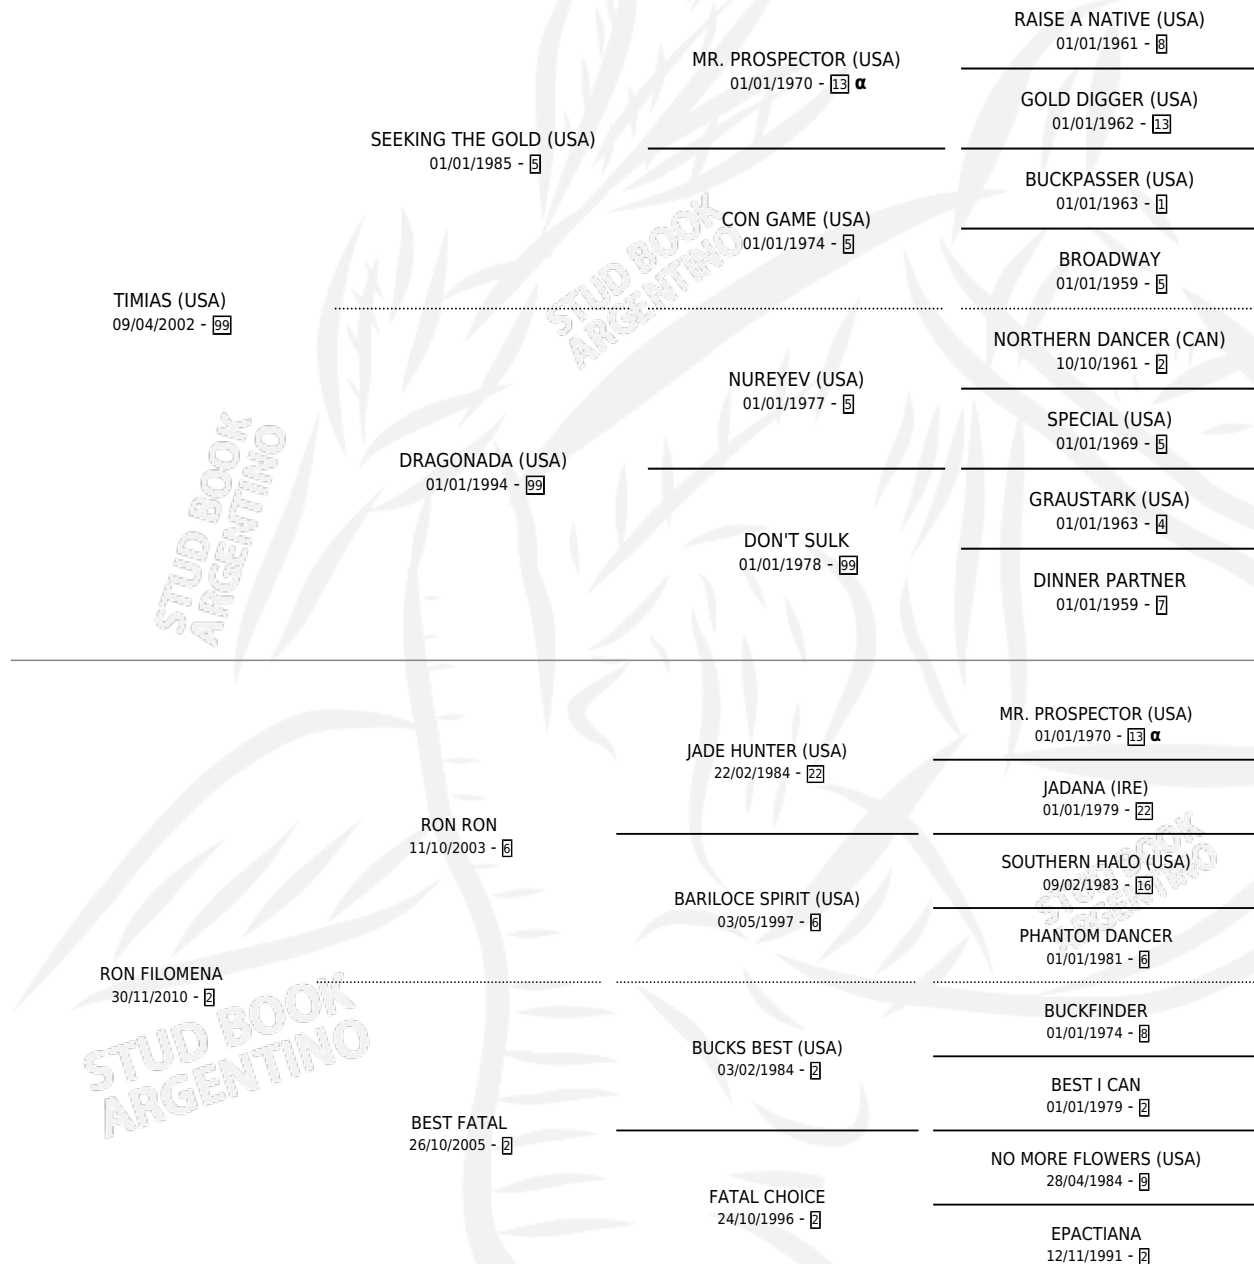 RAISE A NATIVE (USA)
01/01/1961 - 8
MR. PROSPECTOR (USA)
01/01/1970 - 13 α
GOLD DIGGER (USA)
01/01/1962 - 13
SEEKING THE GOLD (USA)
01/01/1985 - 5
BUCKPASSER (USA)
01/01/1963 - 1
CON GAME (USA)
01/01/1974 - 5
BROADWAY
01/01/1959 - 5
TIMIAS (USA)
09/04/2002 - 99
NORTHERN DANCER (CAN)
10/10/1961 - 2
NUREYEV (USA)
01/01/1977 - 5
SPECIAL (USA)
01/01/1969 - 5
DRAGONADA (USA)
01/01/1994 - 99
GRAUSTARK (USA)
01/01/1963 - 4
DON'T SULK
01/01/1978 - 99
DINNER PARTNER
01/01/1959 - 7
MR. PROSPECTOR (USA)
01/01/1970 - 13 α
JADE HUNTER (USA)
22/02/1984 - 22
JADANA (IRE)
01/01/1979 - 22
RON RON
11/10/2003 - 6
SOUTHERN HALO (USA)
09/02/1983 - 16
BARILOCE SPIRIT (USA)
03/05/1997 - 6
PHANTOM DANCER
01/01/1981 - 6
RON FILOMENA
30/11/2010 - 2
BUCKFINDER
01/01/1974 - 8
BUCKS BEST (USA)
03/02/1984 - 2
BEST I CAN
01/01/1979 - 2
BEST FATAL
26/10/2005 - 2
NO MORE FLOWERS (USA)
28/04/1984 - 9
FATAL CHOICE
24/10/1996 - 2
EPACTIANA
12/11/1991 - 2
STUD BOOK
ARGENTINO
STUD BOOK
ARGENTINO
STUD BOOK
ARGENTINO
STUD BOOK
ARGENTINO